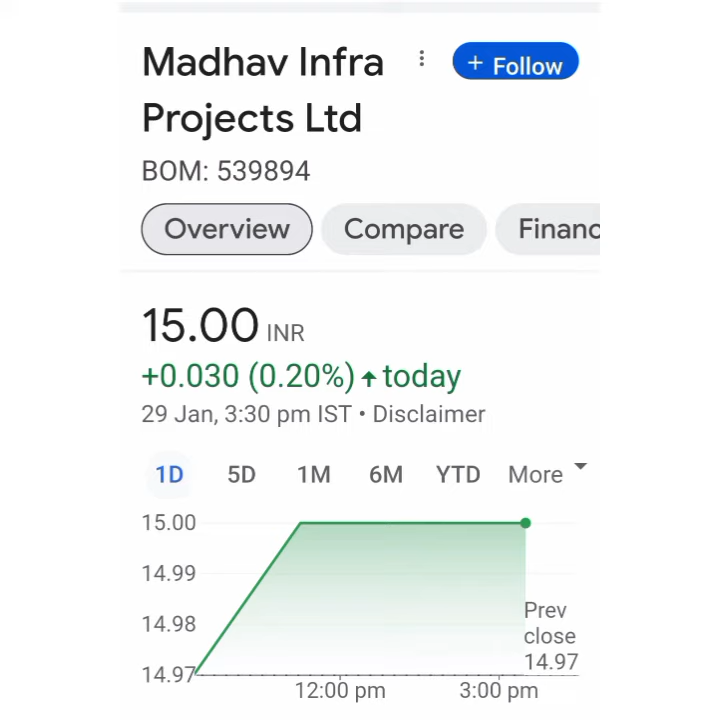 Madhav Infra
Projects Ltd
+ Follow
BOM: 539894
Overview Compare Financ
15.00 INR
+0.030 (0.20%) ↑ today
29 Jan, 3:30 pm IST • Disclaimer
1D 5D 1M 6M YTD More
15.00
14.99
14.98
14.97
Prev
close
14.97
12:00 pm 3:00 pm